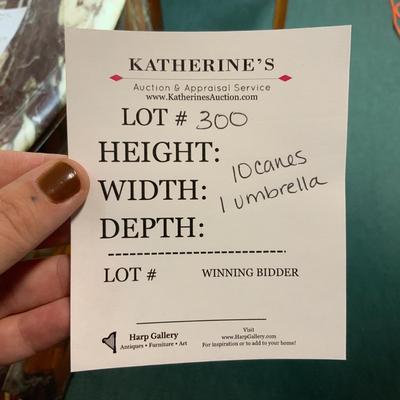 KATHERINE'S
Auction & Appraisal Service
www.KatherinesAuction.com
LOT # 300
HEIGHT:
WIDTH:
DEPTH:
10 canes
1 umbrella
LOT #
WINNING BIDDER
Harp Gallery
Antiques • Furniture • Art
Visit
www.HarpGallery.com
For inspiration or to add to your home!